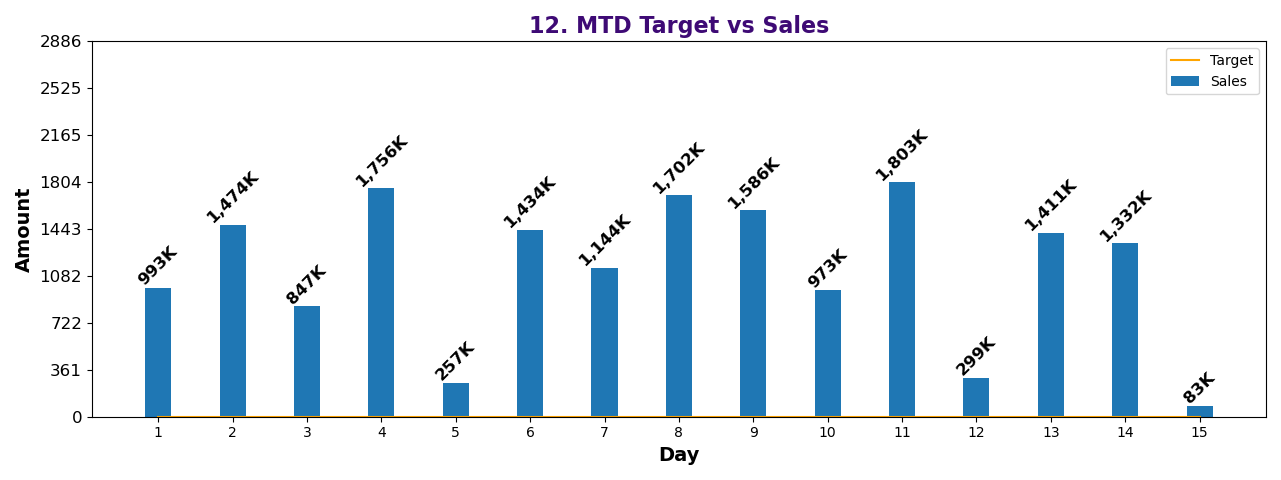 12. MTD Target vs Sales
Target
Sales
Amount
2886
2525
2165
1804
1443
1082
722
361
0
993K
1,474K
847K
1,756K
257K
1,434K
1,144K
1,702K
1,586K
973K
1,803K
299K
1,411K
1,332K
83K
1 2 3 4 5 6 7 8 9 10 11 12 13 14 15
Day